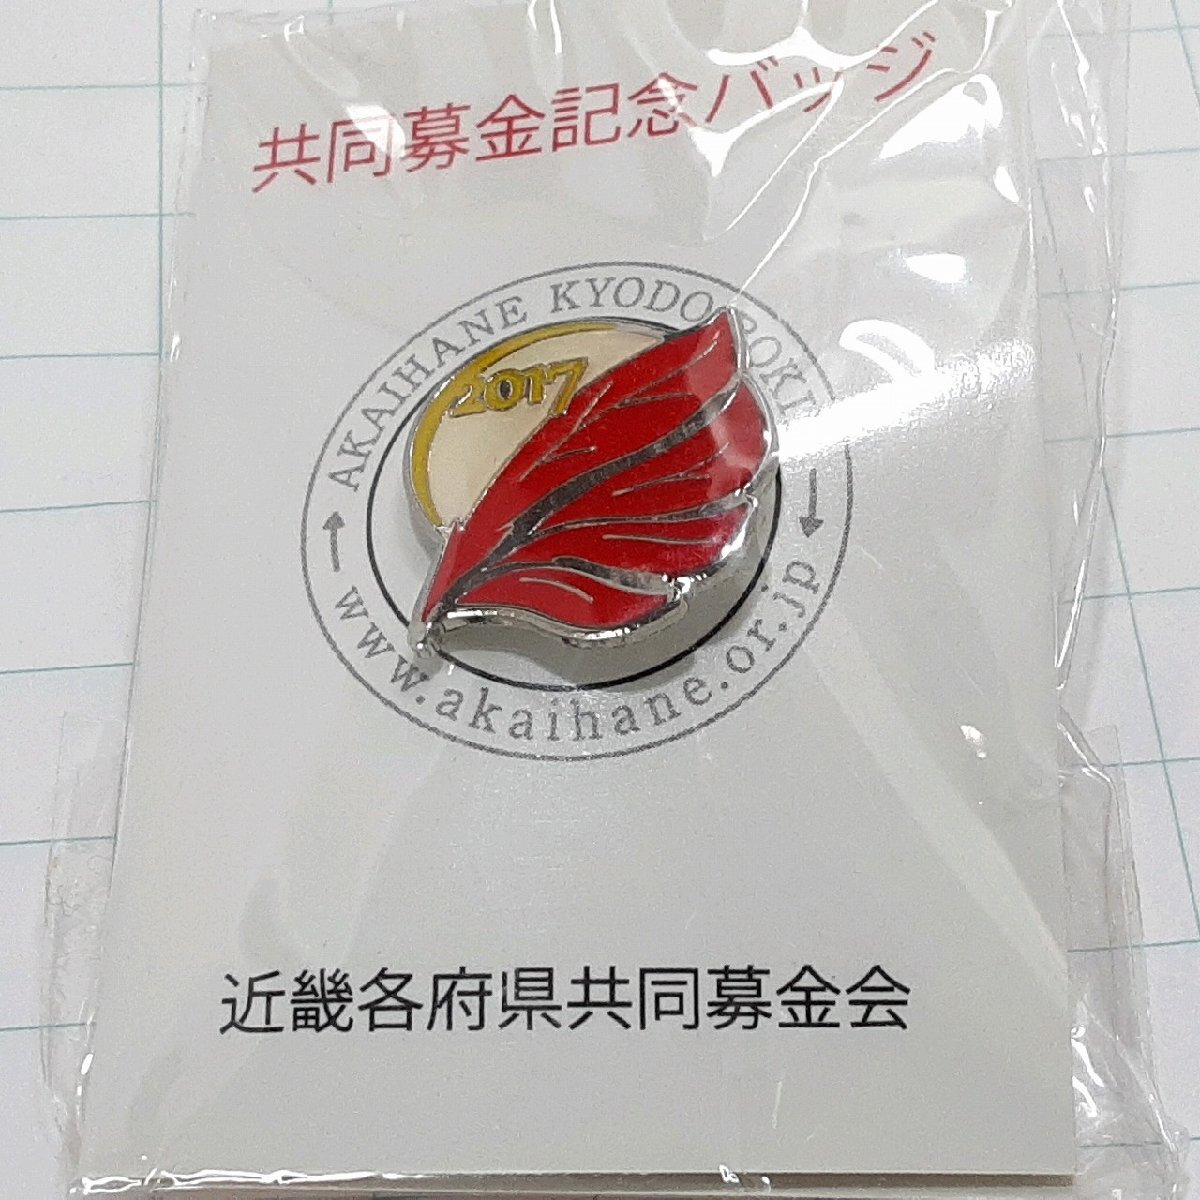 共同募金記念バッジ
AKAIHANE KYODO BOKI
2017
www.akaihane.or.jp
近畿各府県共同募金会